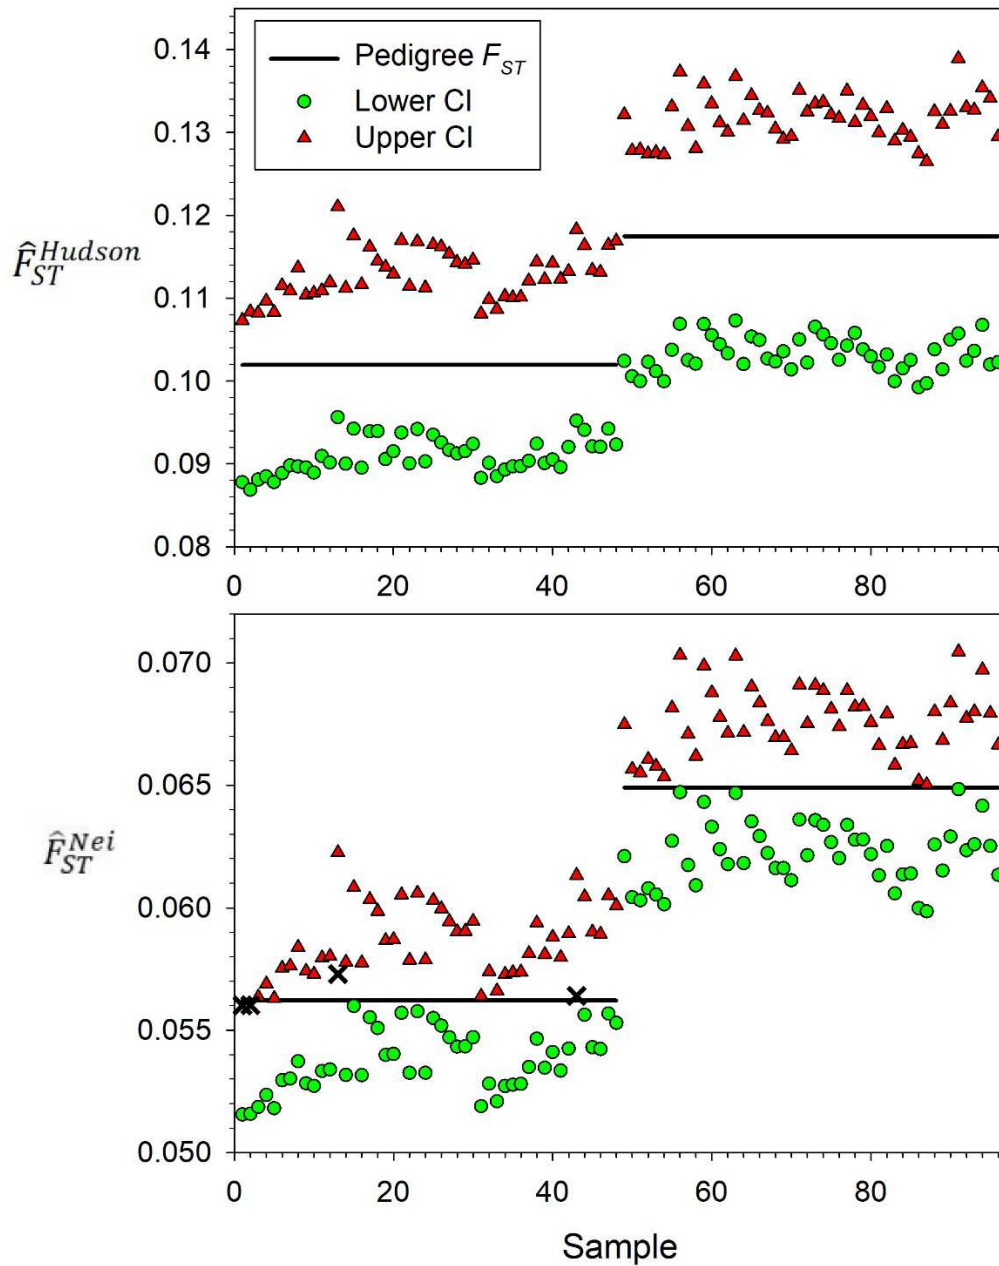 0.14
0.13
0.12
0.11
0.10
0.09
0.08
Pedigree F_ST
Lower CI
Upper CI
F̂_ST^Hudson
0 20 40 60 80
0.070
0.065
0.060
0.055
0.050
F̂_ST^Nei
0 20 40 60 80
Sample